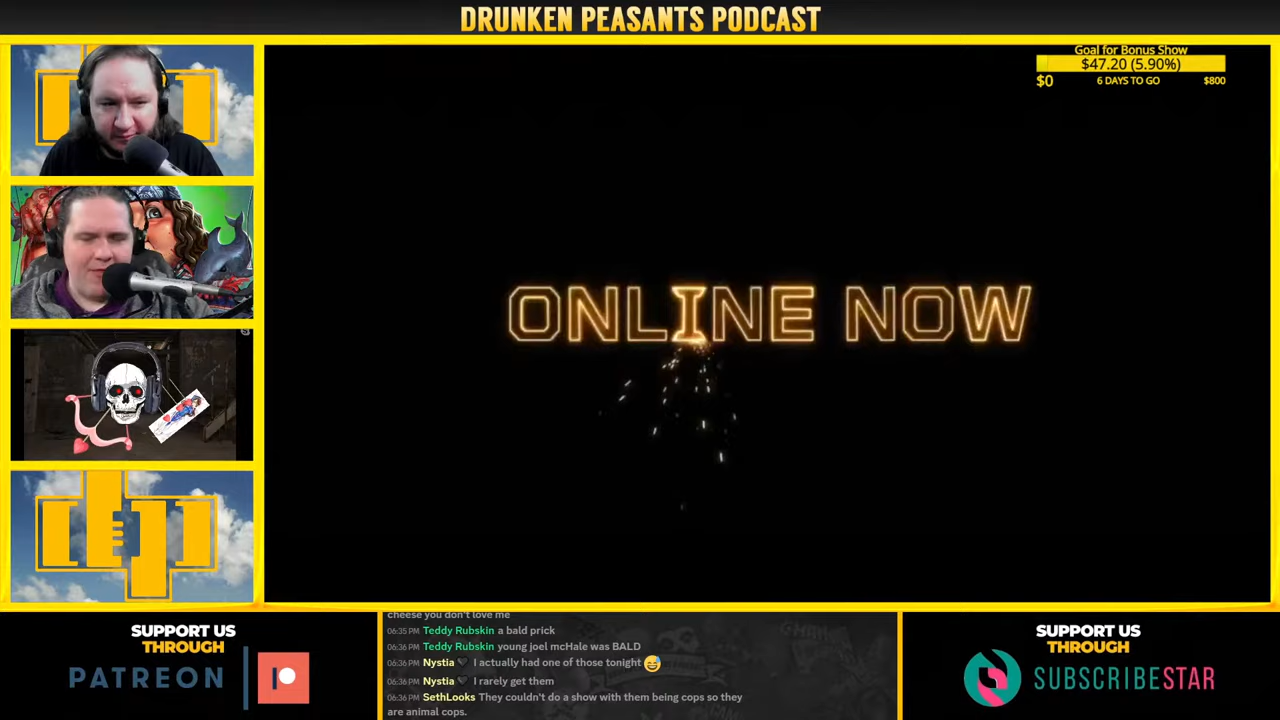 DRUNKEN PEASANTS PODCAST
Goal for Bonus Show
$47.20 (5.90%)
$0 6 DAYS TO GO $800
ONLINE NOW
SUPPORT US
THROUGH
PATREON
cheese you don't love me
06:35 PM Teddy Rubskin a bald prick
06:36 PM Teddy Rubskin young joel mcHale was BALD
06:36 PM Nystia I actually had one of those tonight
06:36 PM Nystia I rarely get them
06:36 PM SethLooks They couldn't do a show with them being cops so they
are animal cops.
SUPPORT US
THROUGH
SUBSCRIBESTAR